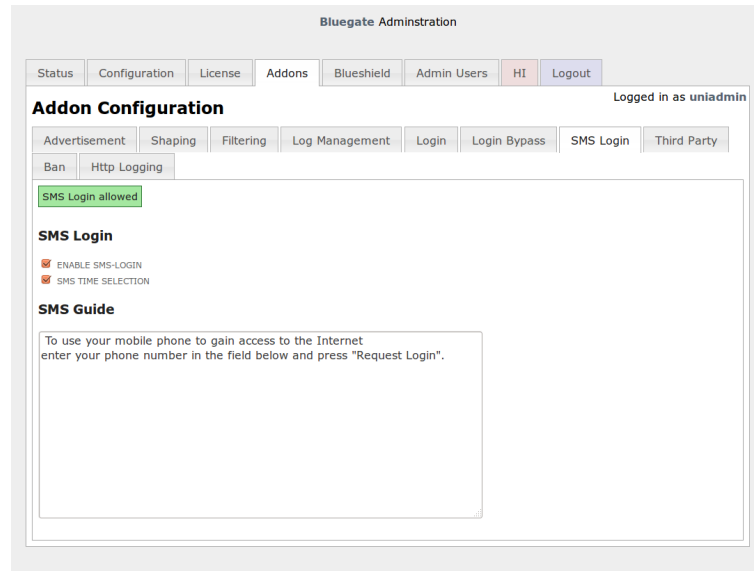 Bluegate Adminstration
Status Configuration License Addons Blueshield Admin Users HI Logout
Logged in as uniadmin
Addon Configuration
Advertisement Shaping Filtering Log Management Login Login Bypass SMS Login Third Party
Ban Http Logging
SMS Login allowed
SMS Login
ENABLE SMS-LOGIN
SMS TIME SELECTION
SMS Guide
To use your mobile phone to gain access to the Internet
enter your phone number in the field below and press "Request Login".